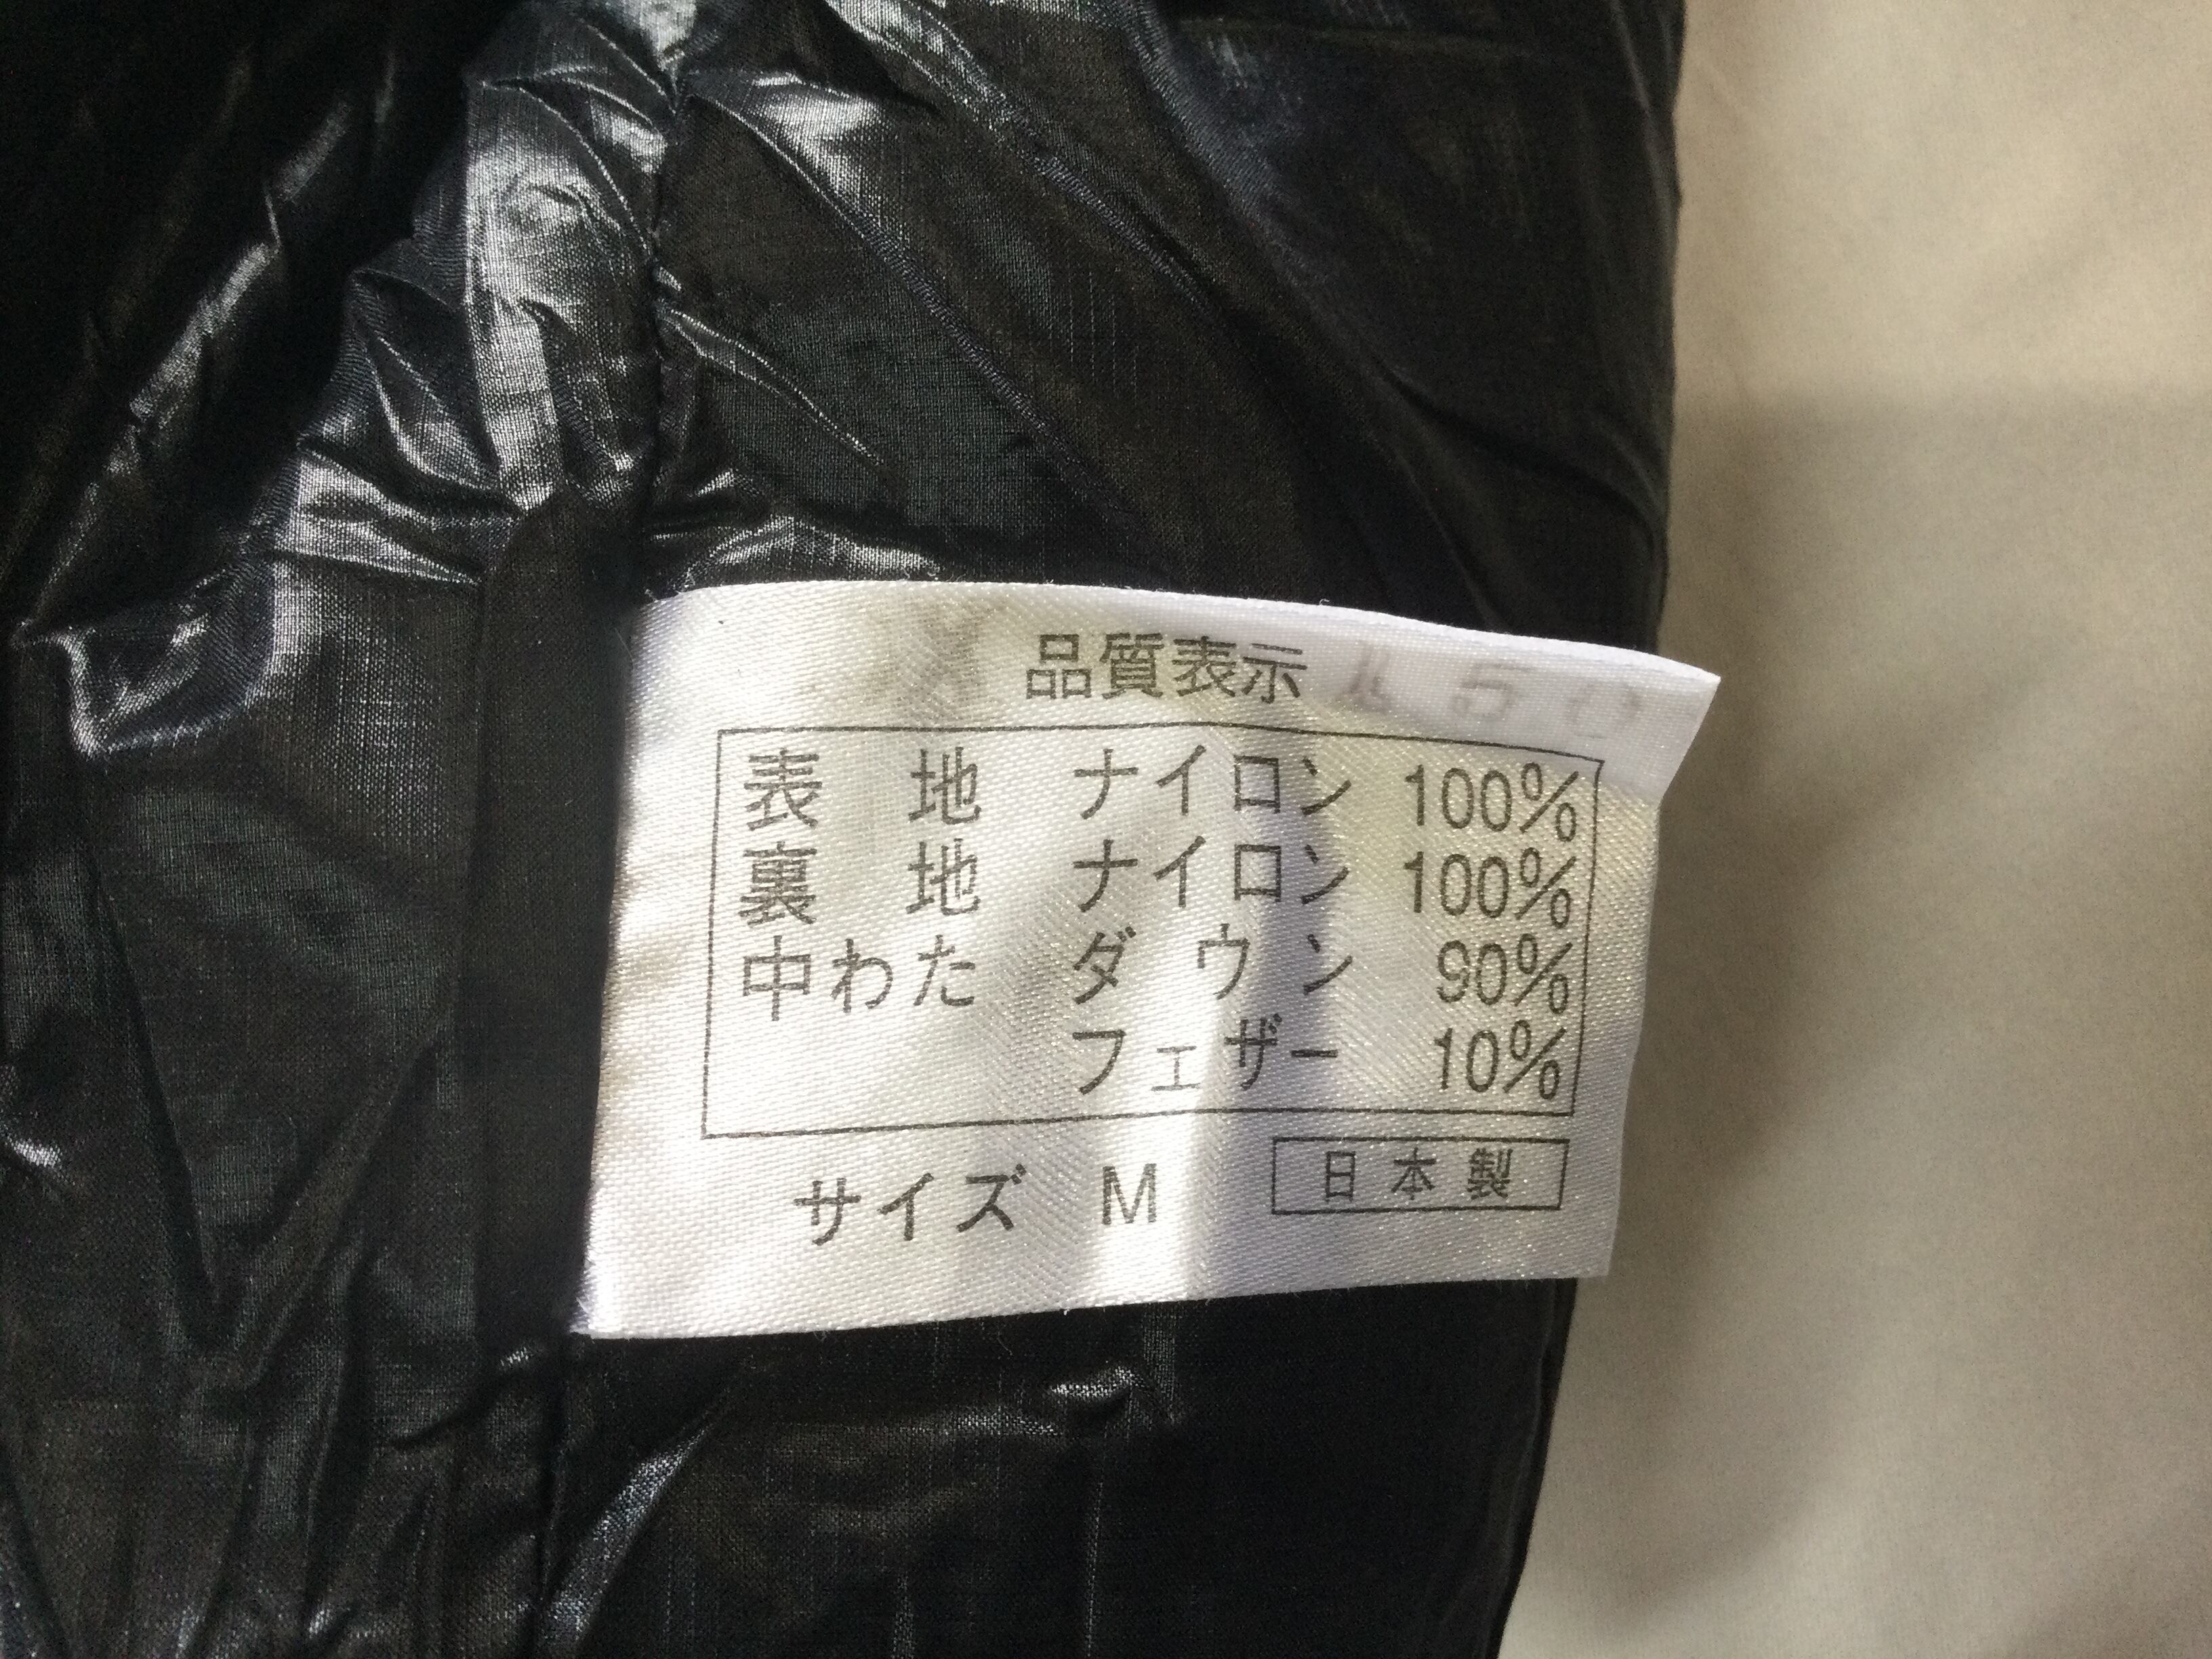 品質表示
表地 ナイロン 100%
裏地 ナイロン 100%
中わた ダウン 90%
フェザー 10%
サイズ M
日本製